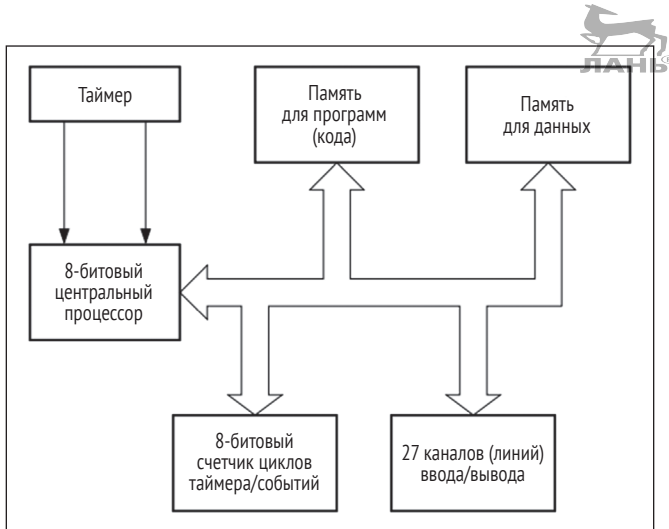 ЛАНЬ®
Таймер
Память
для программ
(кода)
Память
для данных
8-битовый
центральный
процессор
8-битовый
счетчик циклов
таймера/событий
27 каналов (линий)
ввода/вывода